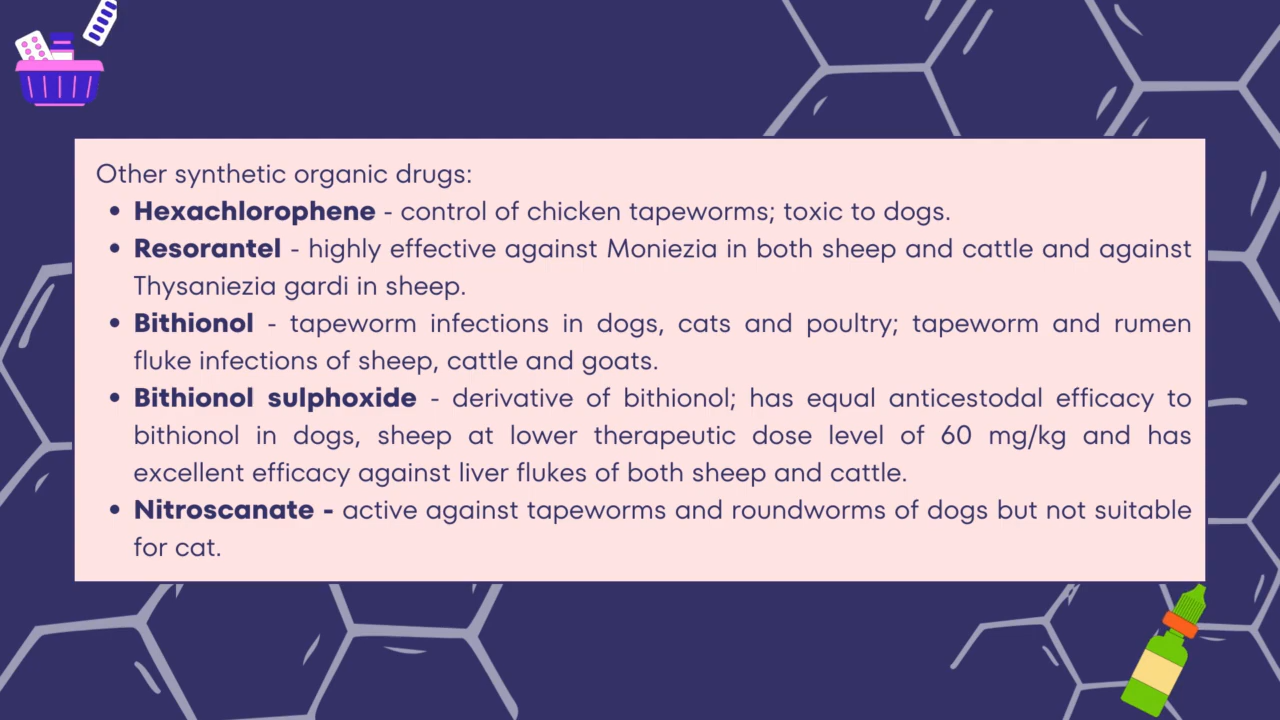 Other synthetic organic drugs:
• Hexachlorophene - control of chicken tapeworms; toxic to dogs.
• Resorantel - highly effective against Moniezia in both sheep and cattle and against
Thysaniezia gardi in sheep.
• Bithionol - tapeworm infections in dogs, cats and poultry; tapeworm and rumen
fluke infections of sheep, cattle and goats.
• Bithionol sulphoxide - derivative of bithionol; has equal anticestodal efficacy to
bithionol in dogs, sheep at lower therapeutic dose level of 60 mg/kg and has
excellent efficacy against liver flukes of both sheep and cattle.
• Nitroscanate - active against tapeworms and roundworms of dogs but not suitable
for cat.